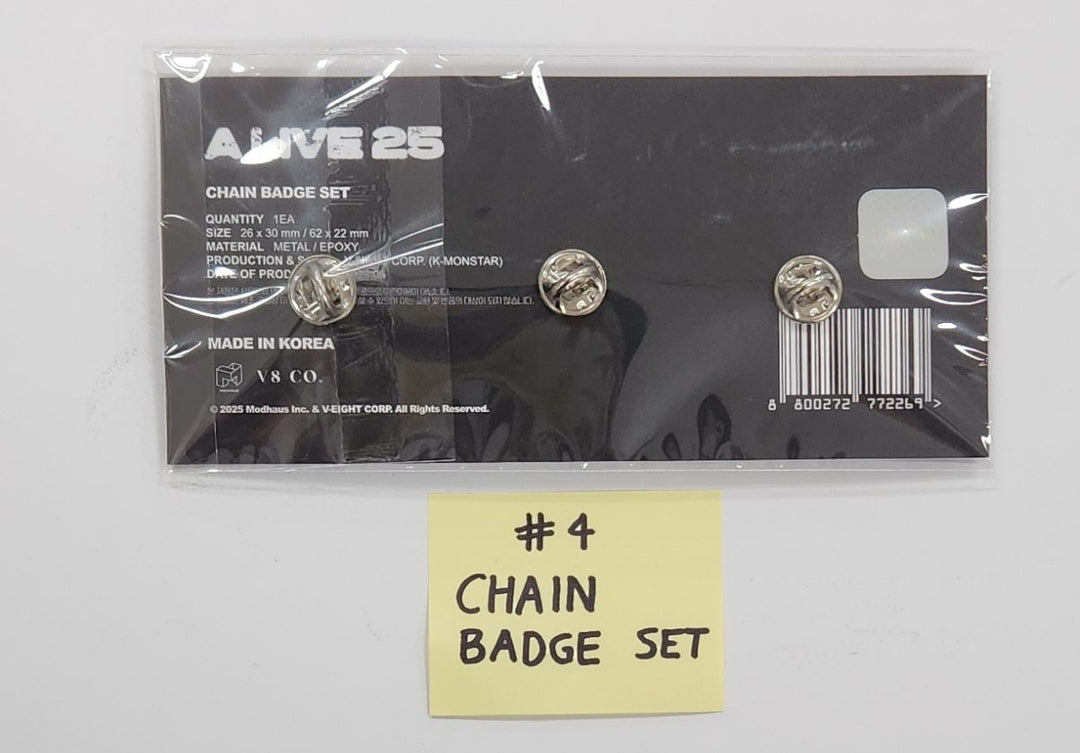 ALIVE 25
CHAIN BADGE SET
QUANTITY 1EA
SIZE 26 x 30 mm / 62 x 22 mm
MATERIAL METAL / EPOXY
PRODUCTION & CORP. (K-MONSTAR)
DATE OF
MADE IN KOREA
V8 CO.
© 2025 Modhaus Inc. & V-EIGHT CORP. All Rights Reserved.
8 800272 772269 >
#4
CHAIN
BADGE SET